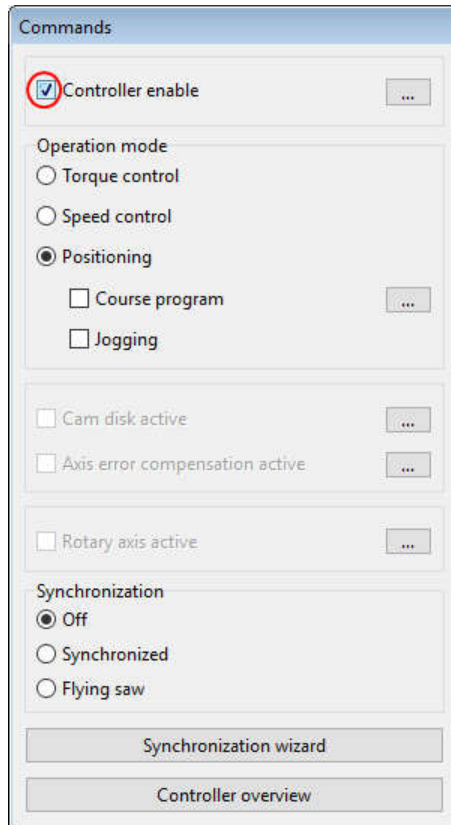 Commands
Controller enable ...
Operation mode
Torque control
Speed control
Positioning
Course program ...
Jogging
Cam disk active ...
Axis error compensation active ...
Rotary axis active ...
Synchronization
Off
Synchronized
Flying saw
Synchronization wizard
Controller overview